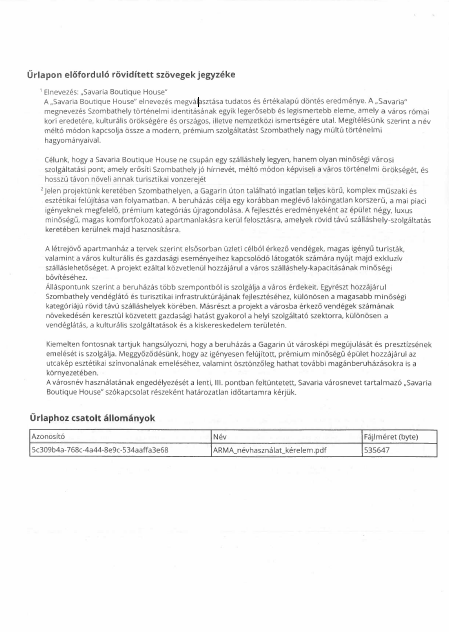 Űrlapon előforduló rövidített szövegek jegyzéke
1 Elnevezés: „Savaria Boutique House"
A „Savaria Boutique House" elnevezés megválasztása tudatos és értékalapú döntés eredménye. A „Savaria"
megnevezés Szombathely történelmi identitásának egyik legerősebb és legismertebb eleme, amely a város római
kori eredetére, kulturális örökségére és országos, illetve nemzetközi ismertségére utal. Megítélésünk szerint a név
méltó módon kapcsolja össze a modern, prémium szolgáltatást Szombathely nagy múltú történelmi
hagyományaival.
Célunk, hogy a Savaria Boutique House ne csupán egy szálláshely legyen, hanem olyan minőségi városi
szolgáltatási pont, amely erősíti Szombathely jó hírnevét, méltó módon képviseli a város történelmi örökségét, és
hosszú távon növeli annak turisztikai vonzerejét
2 Jelen projektünk keretében Szombathelyen, a Gagarin úton található ingatlan teljes körű, komplex műszaki és
esztétikai felújítása van folyamatban. A beruházás célja egy korábban meglévő lakóingatlan korszerű, a mai piaci
igényeknek megfelelő, prémium kategóriás újragondolása. A fejlesztés eredményeként az épület négy, luxus
minőségű, magas komfortfokozatú apartmanlakásra kerül felosztásra, amelyek rövid távú szálláshely-szolgáltatás
keretében kerülnek majd hasznosításra.
A létrejövő apartmanház a tervek szerint elsősorban üzleti célból érkező vendégek, magas igényű turisták,
valamint a város kulturális és gazdasági eseményeihez kapcsolódó látogatók számára nyújt majd exkluzív
szálláslehetőséget. A projekt ezáltal közvetlenül hozzájárul a város szálláshely-kapacitásának minőségi
bővítéséhez.
Álláspontunk szerint a beruházás több szempontból is szolgálja a város érdekeit. Egyrészt hozzájárul
Szombathely vendéglátó és turisztikai infrastruktúrájának fejlesztéséhez, különösen a magasabb minőségi
kategóriájú rövid távú szálláshelyek körében. Másrészt a projekt a városba érkező vendégek számának
növekedésén keresztül közvetett gazdasági hatást gyakorol a helyi szolgáltató szektorra, különösen a
vendéglátás, a kulturális szolgáltatások és a kiskereskedelem területén.
Kiemelten fontosnak tartjuk hangsúlyozni, hogy a beruházás a Gagarin út városképi megújulását és presztízsének
emelését is szolgálja. Meggyőződésünk, hogy az igényesen felújított, prémium minőségű épület hozzájárul az
utcakép esztétikai színvonalának emeléséhez, valamint ösztönzőleg hathat további magánberuházásokra is a
környezetében.
A városnév használatának engedélyezését a lenti, III. pontban feltüntetett, Savaria városnevet tartalmazó „Savaria
Boutique House" szókapcsolat részeként határozatlan időtartamra kérjük.
Űrlaphoz csatolt állományok
Azonosító Név Fájlméret (byte)
5c309b4a-768c-4a44-8e9c-534aaffa3e68 ARMA_névhasználat_kérelem.pdf 535647